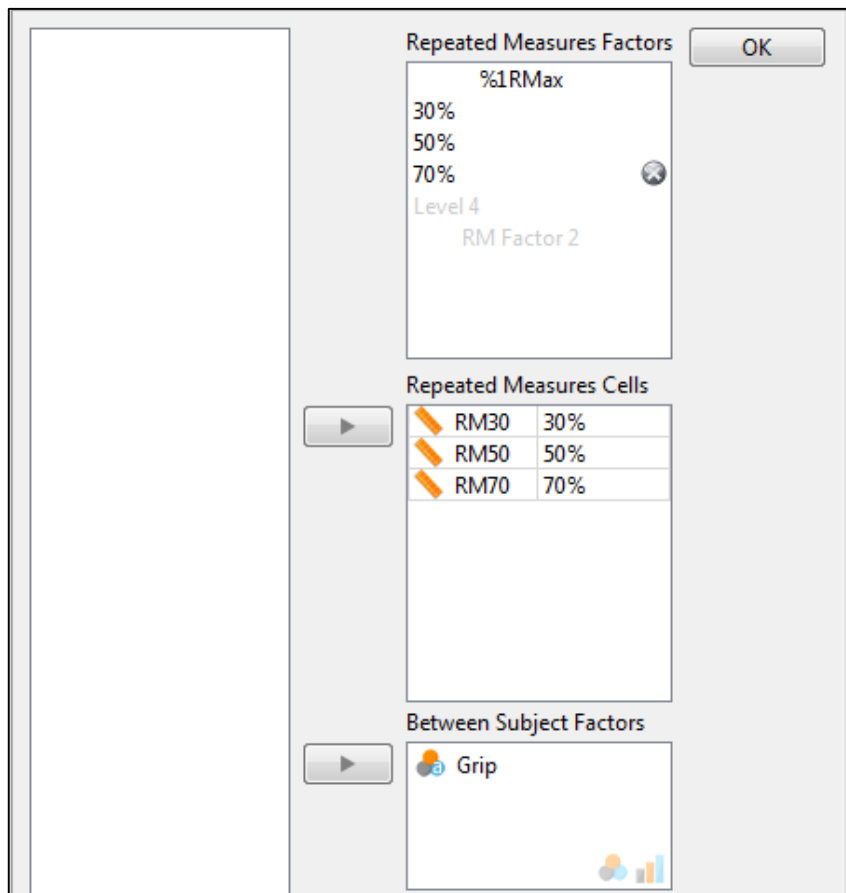 Repeated Measures Factors
OK
%1RMax
30%
50%
70%
Level 4
RM Factor 2
Repeated Measures Cells
RM30 30%
RM50 50%
RM70 70%
Between Subject Factors
a Grip